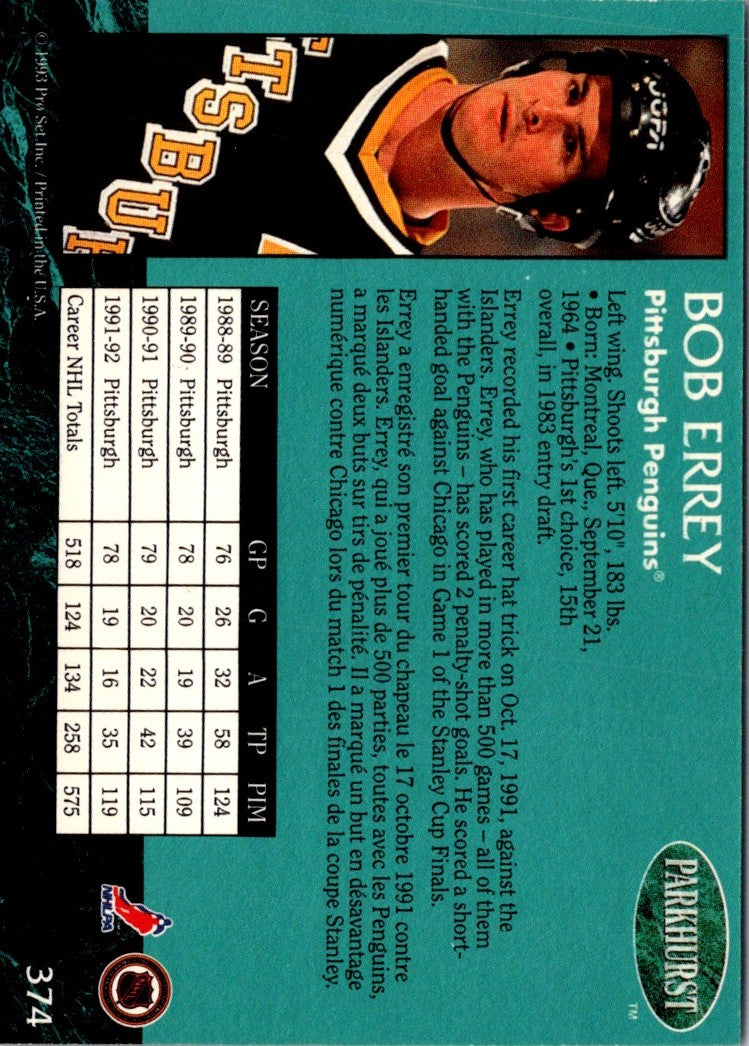 BOB ERREY
Pittsburgh Penguins®
PARKHURST
TM
Left wing. Shoots left. 5'10", 183 lbs.
• Born: Montreal, Que., September 21,
1964 • Pittsburgh's 1st choice, 15th
overall, in 1983 entry draft.
Errey recorded his first career hat trick on Oct. 17, 1991, against the
Islanders. Errey, who has played in more than 500 games – all of them
with the Penguins – has scored 2 penalty-shot goals. He scored a short-
handed goal against Chicago in Game 1 of the Stanley Cup Finals.
Errey a enregistré son premier tour du chapeau le 17 octobre 1991 contre
les Islanders. Errey, qui a joué plus de 500 parties, toutes avec les Penguins,
a marqué deux buts sur tirs de pénalité. Il a marqué un but en désavantage
numérique contre Chicago lors du match 1 des finales de la coupe Stanley.
SEASON GP G A TP PIM
1988-89 Pittsburgh 76 26 32 58 124
1989-90 Pittsburgh 78 20 19 39 109
1990-91 Pittsburgh 79 20 22 42 115
1991-92 Pittsburgh 78 19 16 35 119
Career NHL Totals 518 124 134 258 575
© 1993 Pro Set, Inc. / Printed in the U.S.A.
NHLPA
374
JOFA
TSBU